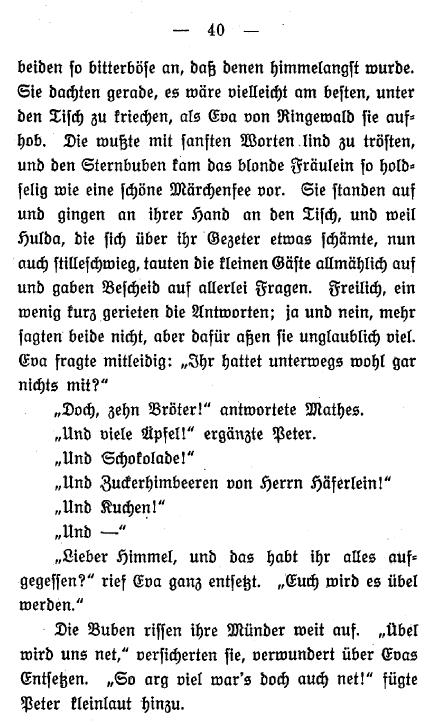 — 40 —
beiden so bitterböse an, daß denen himmelangst wurde.
Sie dachten gerade, es wäre vielleicht am besten, unter
den Tisch zu kriechen, als Eva von Ringewald sie auf-
hob. Die wußte mit sanften Worten lind zu trösten,
und den Sternbuben kam das blonde Fräulein so hold-
selig wie eine schöne Märchenfee vor. Sie standen auf
und gingen an ihrer Hand an den Tisch, und weil
Hulda, die sich über ihr Gezeter etwas schämte, nun
auch stilleschwieg, tauten die kleinen Gäste allmählich auf
und gaben Bescheid auf allerlei Fragen. Freilich, ein
wenig kurz gerieten die Antworten; ja und nein, mehr
sagten beide nicht, aber dafür aßen sie unglaublich viel.
Eva fragte mitleidig: „Ihr hattet unterwegs wohl gar
nichts mit?“
„Doch, zehn Bröter!“ antwortete Mathes.
„Und viele Äpfel!“ ergänzte Peter.
„Und Schokolade!“
„Und Zuckerhimbeeren von Herrn Häferlein!“
„Und Kuchen!“
„Und —“
„Lieber Himmel, und das habt ihr alles auf-
gegessen?“ rief Eva ganz entsetzt. „Euch wird es übel
werden.“
Die Buben rissen ihre Münder weit auf. „Übel
wird uns net,“ versicherten sie, verwundert über Evas
Entsetzen. „So arg viel war's doch auch net!“ fügte
Peter kleinlaut hinzu.